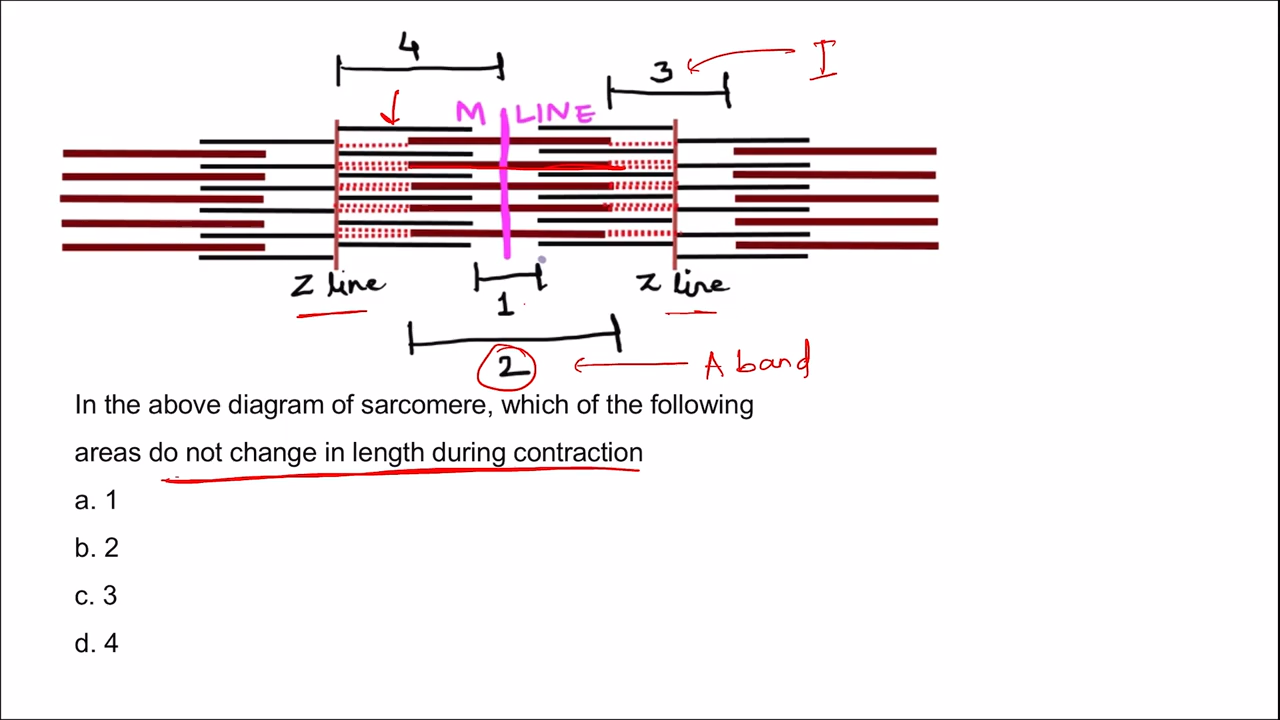 4
3
I
M LINE
Z line
Z line
1
2
A band
In the above diagram of sarcomere, which of the following
areas do not change in length during contraction
a. 1
b. 2
c. 3
d. 4